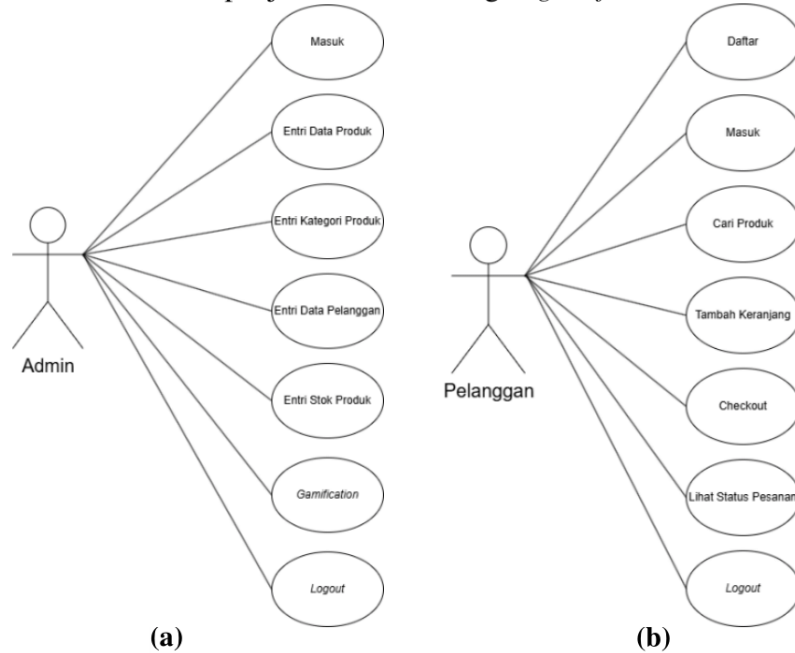 Masuk
Entri Data Produk
Entri Kategori Produk
Entri Data Pelanggan
Entri Stok Produk
Gamification
Logout
Admin
(a)
Daftar
Masuk
Cari Produk
Tambah Keranjang
Checkout
Lihat Status Pesanan
Logout
Pelanggan
(b)